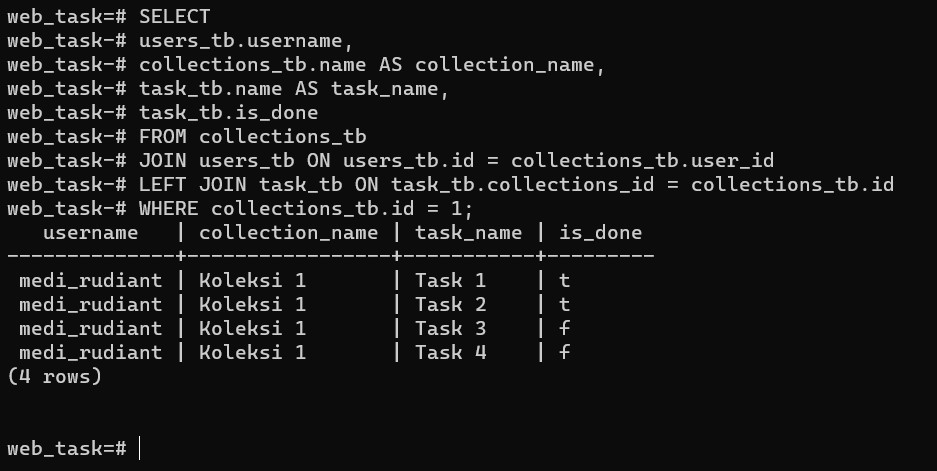 web_task=# SELECT
web_task-# users_tb.username,
web_task-# collections_tb.name AS collection_name,
web_task-# task_tb.name AS task_name,
web_task-# task_tb.is_done
web_task-# FROM collections_tb
web_task-# JOIN users_tb ON users_tb.id = collections_tb.user_id
web_task-# LEFT JOIN task_tb ON task_tb.collections_id = collections_tb.id
web_task-# WHERE collections_tb.id = 1;
   username   | collection_name | task_name | is_done
--------------+-----------------+-----------+---------
 medi_rudiant | Koleksi 1       | Task 1    | t
 medi_rudiant | Koleksi 1       | Task 2    | t
 medi_rudiant | Koleksi 1       | Task 3    | f
 medi_rudiant | Koleksi 1       | Task 4    | f
(4 rows)
web_task=#